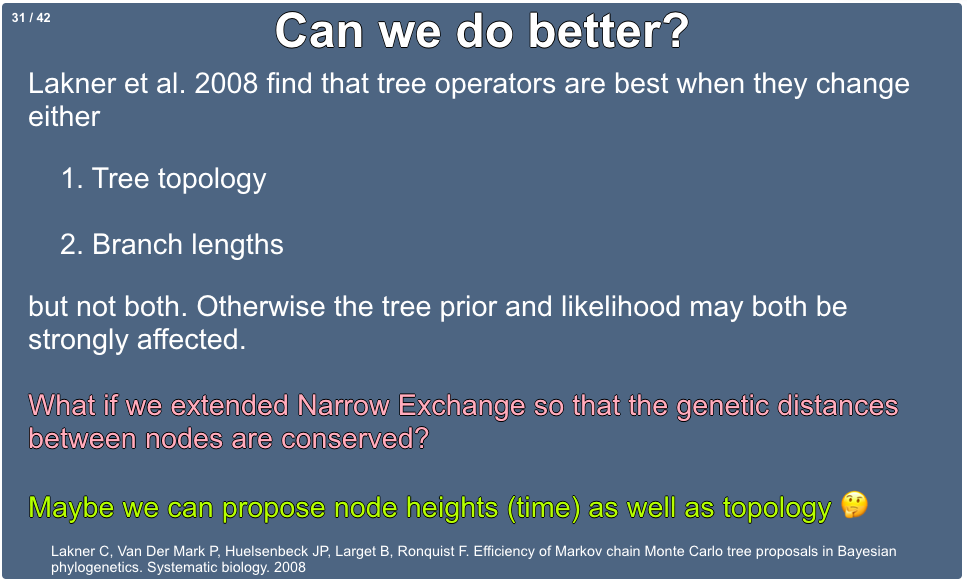 31 / 42
Can we do better?
Lakner et al. 2008 find that tree operators are best when they change
either
1. Tree topology
2. Branch lengths
but not both. Otherwise the tree prior and likelihood may both be
strongly affected.
What if we extended Narrow Exchange so that the genetic distances
between nodes are conserved?
Maybe we can propose node heights (time) as well as topology 🤔
Lakner C, Van Der Mark P, Huelsenbeck JP, Larget B, Ronquist F. Efficiency of Markov chain Monte Carlo tree proposals in Bayesian
phylogenetics. Systematic biology. 2008